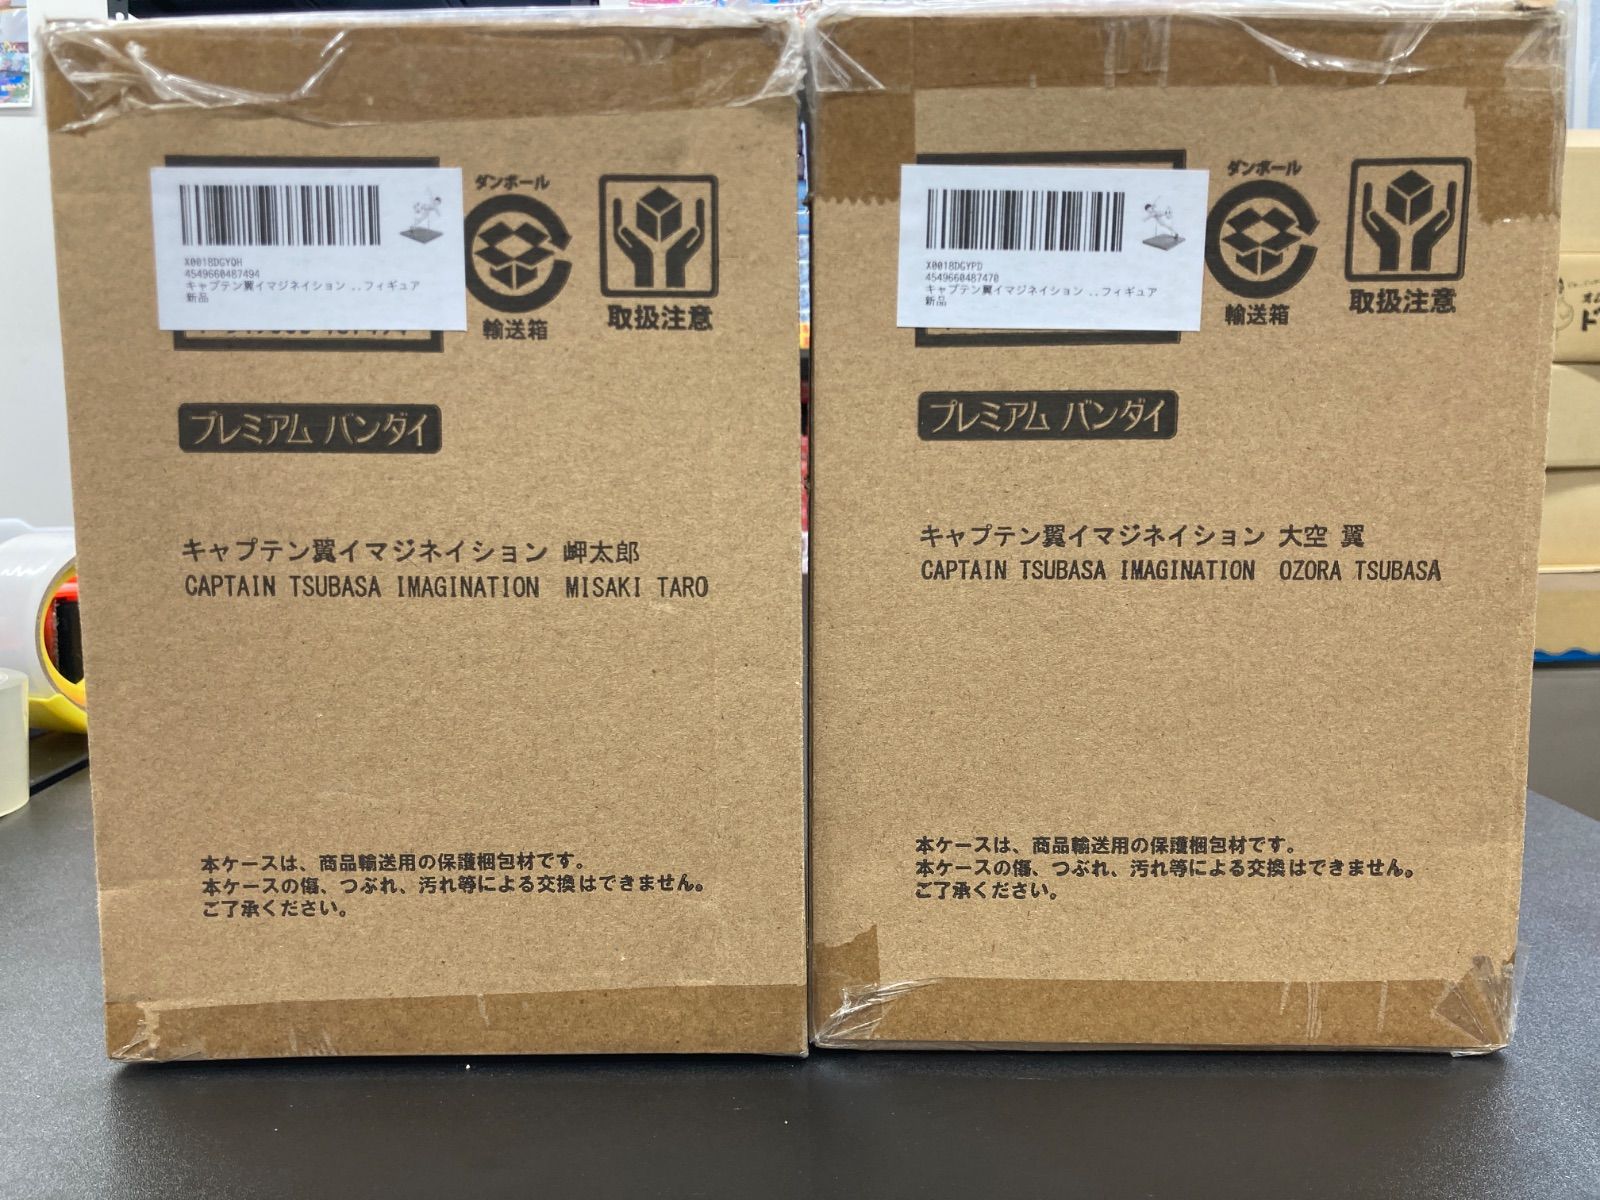 X0018DGYQH
4549660487494
キャプテン翼イマジネイション ..フィギュア
新品
ダンボール
輸送箱
取扱注意
プレミアム バンダイ
キャプテン翼イマジネイション 岬太郎
CAPTAIN TSUBASA IMAGINATION MISAKI TARO
本ケースは、商品輸送用の保護梱包材です。
本ケースの傷、つぶれ、汚れ等による交換はできません。
ご了承ください。
X0018DGYPD
4549660487470
キャプテン翼イマジネイション ..フィギュア
新品
ダンボール
輸送箱
取扱注意
プレミアム バンダイ
キャプテン翼イマジネイション 大空 翼
CAPTAIN TSUBASA IMAGINATION OZORA TSUBASA
本ケースは、商品輸送用の保護梱包材です。
本ケースの傷、つぶれ、汚れ等による交換はできません。
ご了承ください。